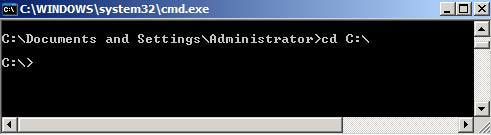 C:\WINDOWS\system32\cmd.exe
C:\Documents and Settings\Administrator>cd C:\
C:\>